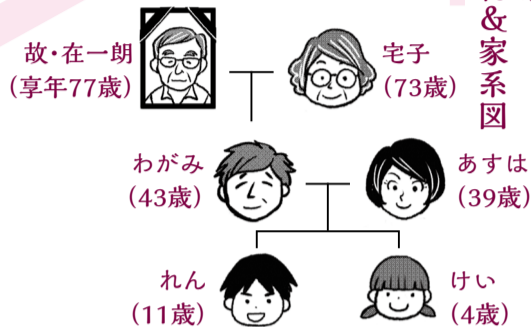 &家系図
故・在一朗
(享年77歳)
宅子
(73歳)
わがみ
(43歳)
あすは
(39歳)
れん
(11歳)
けい
(4歳)